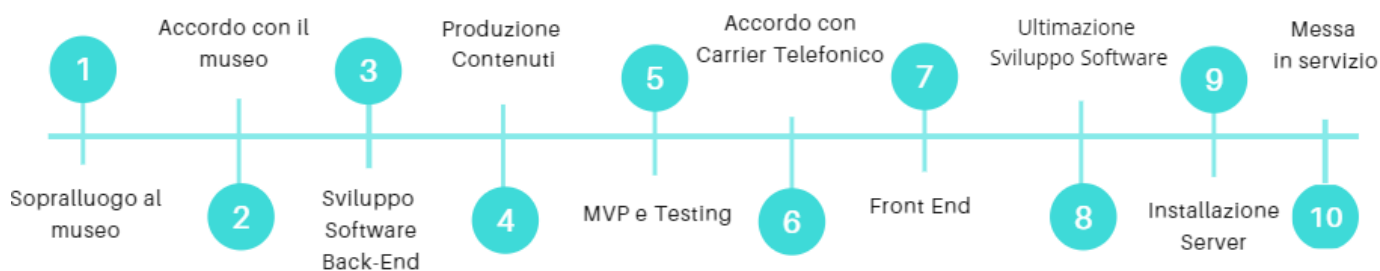 1
Sopralluogo al
museo
Accordo con il
museo
2
3
Sviluppo
Software
Back-End
Produzione
Contenuti
4
5
MVP e Testing
Accordo con
Carrier Telefonico
6
7
Front End
Ultimazione
Sviluppo Software
8
9
Installazione
Server
Messa
in servizio
10